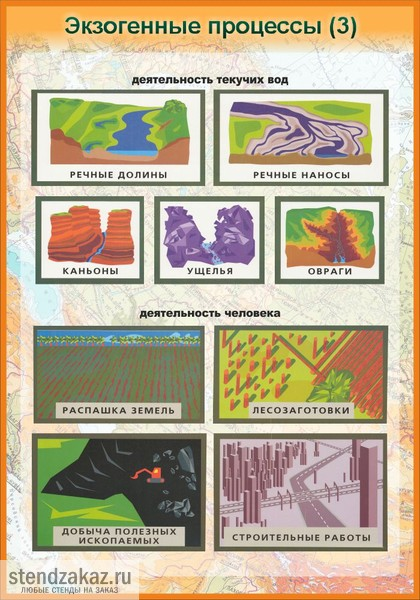 Экзогенные процессы (3)
деятельность текучих вод
РЕЧНЫЕ ДОЛИНЫ
РЕЧНЫЕ НАНОСЫ
КАНЬОНЫ
УЩЕЛЬЯ
ОВРАГИ
деятельность человека
РАСПАШКА ЗЕМЕЛЬ
ЛЕСОЗАГОТОВКИ
ДОБЫЧА ПОЛЕЗНЫХ
ИСКОПАЕМЫХ
СТРОИТЕЛЬНЫЕ РАБОТЫ
stendzakaz.ru
ЛЮБЫЕ СТЕНДЫ НА ЗАКАЗ